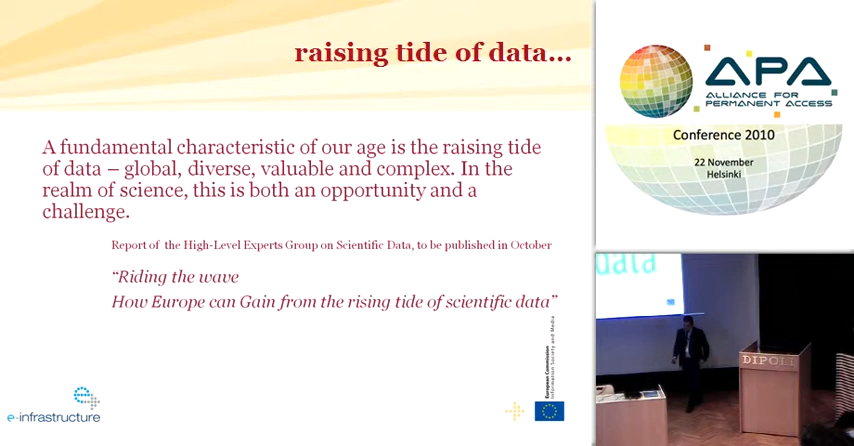 raising tide of data...
A fundamental characteristic of our age is the raising tide
of data – global, diverse, valuable and complex. In the
realm of science, this is both an opportunity and a
challenge.
Report of the High-Level Experts Group on Scientific Data, to be published in October
“Riding the wave
How Europe can Gain from the rising tide of scientific data”
European Commission
Information Society and Media
e-infrastructure
APA
ALLIANCE FOR
PERMANENT ACCESS
Conference 2010
22 November
Helsinki
data
DIPOLI